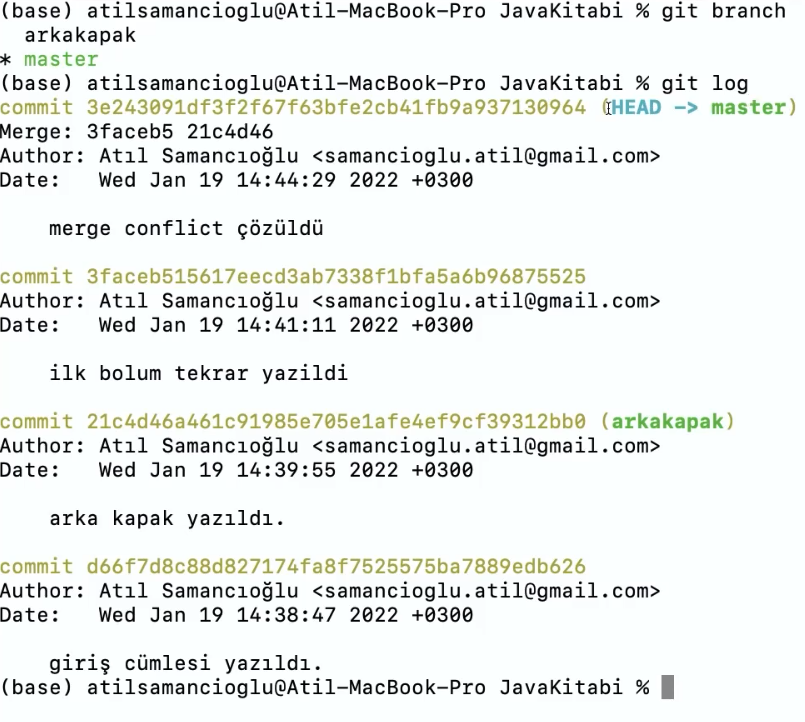 (base) atilsamancioglu@Atil-MacBook-Pro JavaKitabi % git branch
  arkakapak
* master
(base) atilsamancioglu@Atil-MacBook-Pro JavaKitabi % git log
commit 3e243091df3f2f67f63bfe2cb41fb9a937130964 (HEAD -> master)
Merge: 3faceb5 21c4d46
Author: Atıl Samancıoğlu <samancioglu.atil@gmail.com>
Date:   Wed Jan 19 14:44:29 2022 +0300

    merge conflict çözüldü

commit 3faceb515617eecd3ab7338f1bfa5a6b96875525
Author: Atıl Samancıoğlu <samancioglu.atil@gmail.com>
Date:   Wed Jan 19 14:41:11 2022 +0300

    ilk bolum tekrar yazildi

commit 21c4d46a461c91985e705e1afe4ef9cf39312bb0 (arkakapak)
Author: Atıl Samancıoğlu <samancioglu.atil@gmail.com>
Date:   Wed Jan 19 14:39:55 2022 +0300

    arka kapak yazıldı.

commit d66f7d8c88d827174fa8f7525575ba7889edb626
Author: Atıl Samancıoğlu <samancioglu.atil@gmail.com>
Date:   Wed Jan 19 14:38:47 2022 +0300

    giriş cümlesi yazıldı.
(base) atilsamancioglu@Atil-MacBook-Pro JavaKitabi %